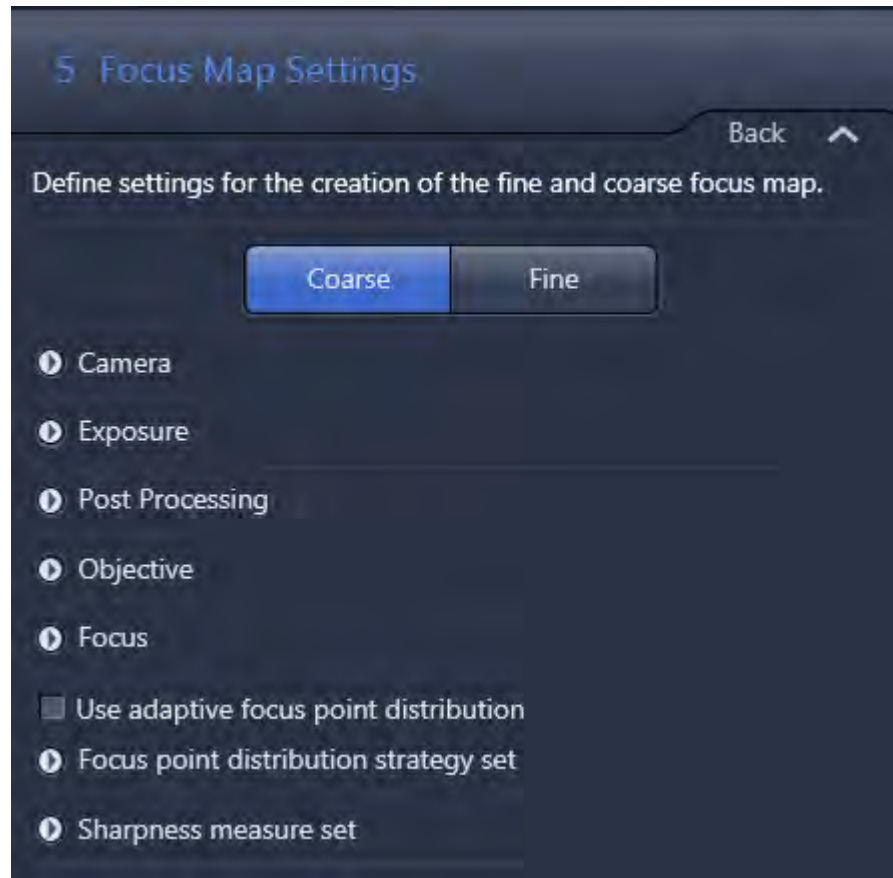 5 Focus Map Settings
Back
Define settings for the creation of the fine and coarse focus map.
Coarse Fine
Camera
Exposure
Post Processing
Objective
Focus
Use adaptive focus point distribution
Focus point distribution strategy set
Sharpness measure set